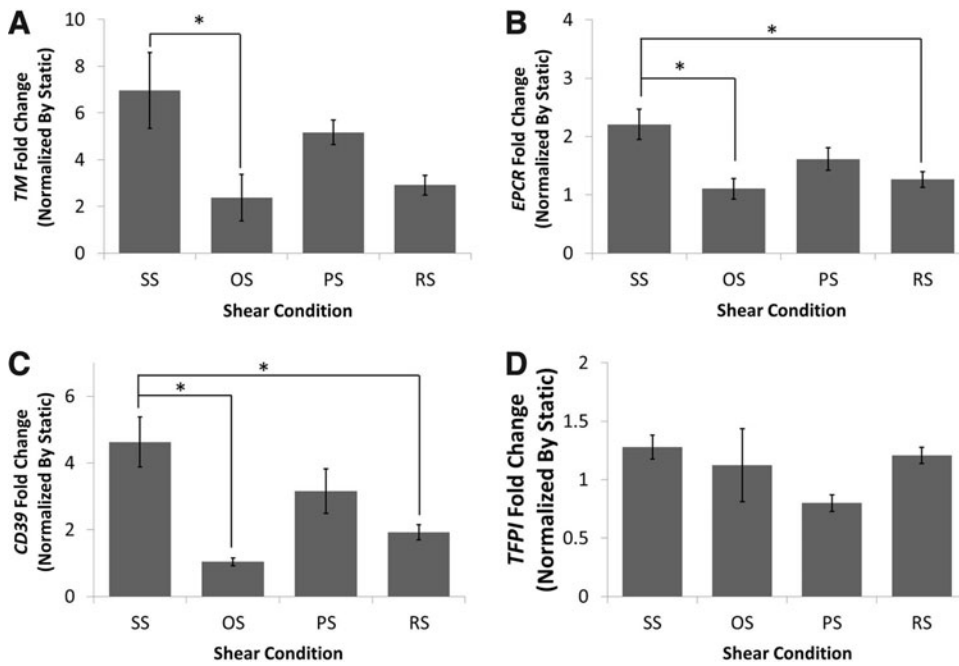 A
TM Fold Change
(Normalized By Static)
10
8
6
4
2
0
*
SS OS PS RS
Shear Condition
B
EPCR Fold Change
(Normalized By Static)
4
3
2
1
0
*
*
SS OS PS RS
Shear Condition
C
CD39 Fold Change
(Normalized By Static)
6
4
2
0
*
*
SS OS PS RS
Shear Condition
D
TFPI Fold Change
(Normalized By Static)
2
1.5
1
0.5
0
SS OS PS RS
Shear Condition